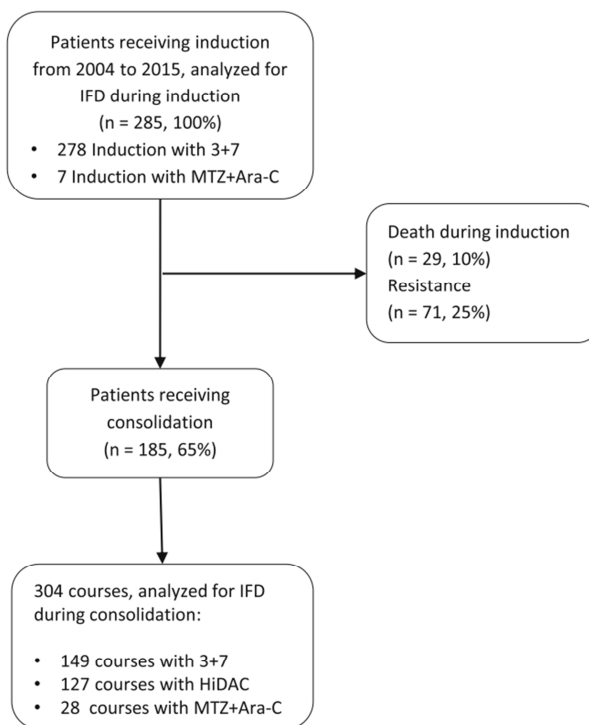 Patients receiving induction
from 2004 to 2015, analyzed for
IFD during induction
(n = 285, 100%)
• 278 Induction with 3+7
• 7 Induction with MTZ+Ara-C
Death during induction
(n = 29, 10%)
Resistance
(n = 71, 25%)
Patients receiving
consolidation
(n = 185, 65%)
304 courses, analyzed for IFD
during consolidation:
• 149 courses with 3+7
• 127 courses with HiDAC
• 28 courses with MTZ+Ara-C